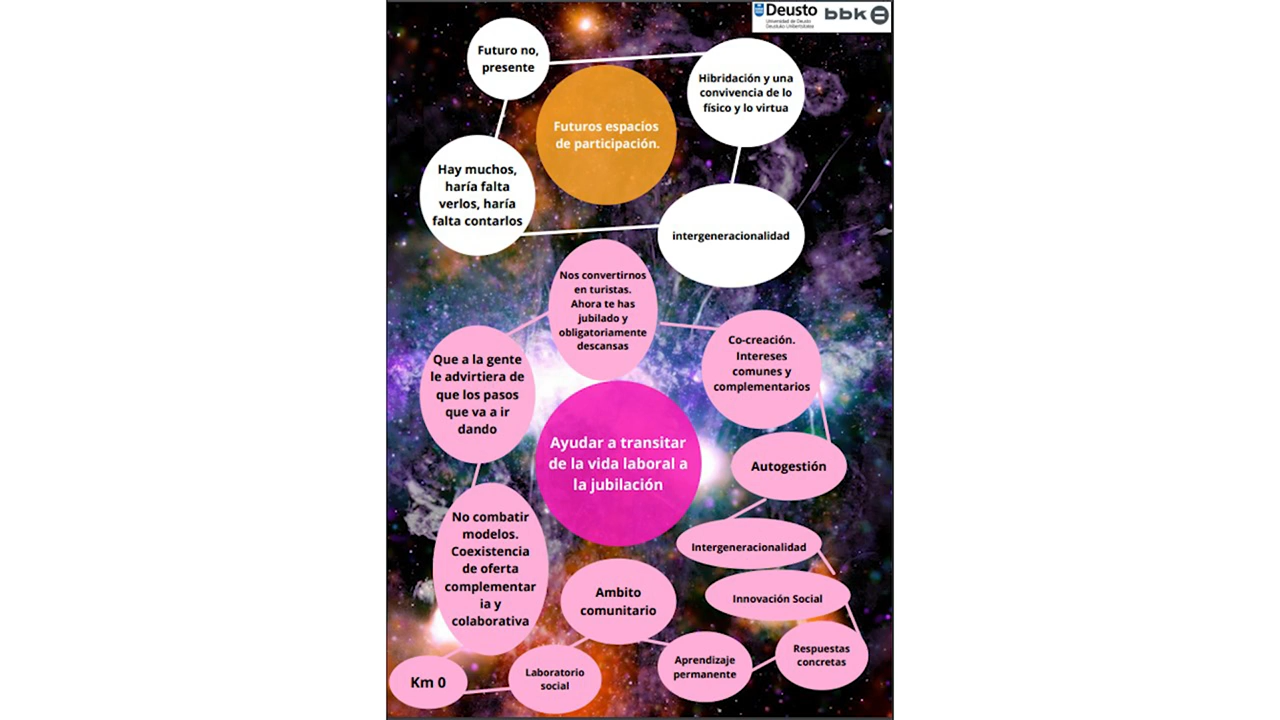 Deusto
Universidad de Deusto
Deustuko Unibertsitatea
bbk
Futuro no,
presente
Hibridación y una
convivencia de lo
físico y lo virtua
Futuros espacios
de participación.
Hay muchos,
haría falta
verlos, haría
falta contarlos
intergeneracionalidad
Nos convertirnos
en turistas.
Ahora te has
jubilado y
obligatoriamente
descansas
Co-creación.
Intereses
comunes y
complementarios
Que a la gente
le advirtiera de
que los pasos
que va a ir
dando
Ayudar a transitar
de la vida laboral a
la jubilación
Autogestión
No combatir
modelos.
Coexistencia
de oferta
complementar
ia y
colaborativa
Intergeneracionalidad
Innovación Social
Ambito
comunitario
Respuestas
concretas
Aprendizaje
permanente
Laboratorio
social
Km 0